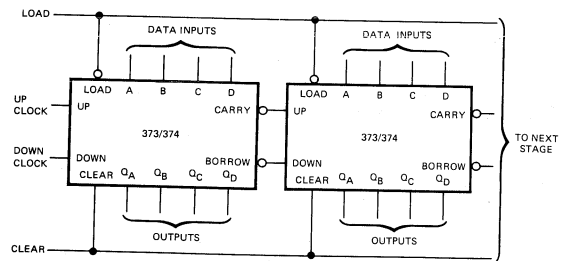 LOAD
DATA INPUTS
DATA INPUTS
LOAD A B C D
LOAD A B C D
UP CLOCK
UP
CARRY
UP
CARRY
373/374
373/374
TO NEXT STAGE
DOWN CLOCK
DOWN
BORROW
DOWN
BORROW
CLEAR QA QB QC QD
CLEAR QA QB QC QD
OUTPUTS
OUTPUTS
CLEAR